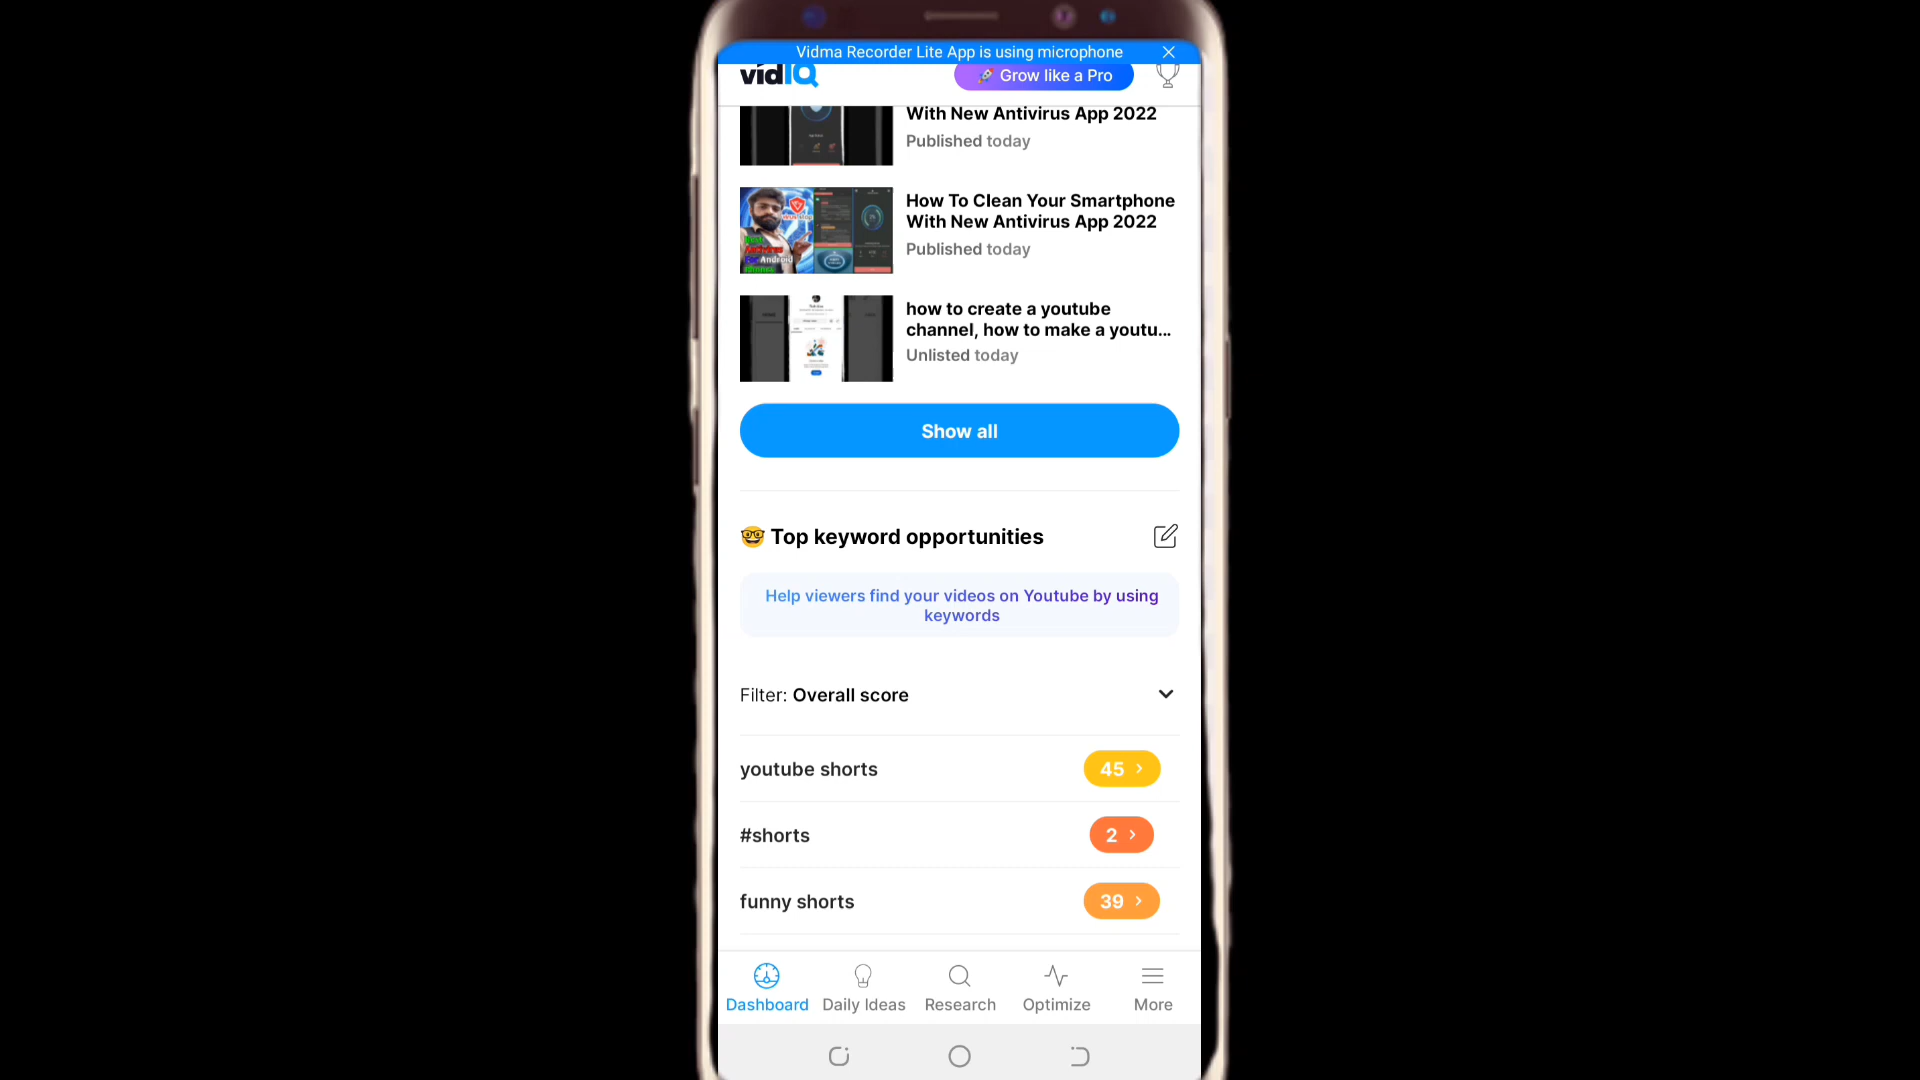 Vidma Recorder Lite App is using microphone
vidIQ
Grow like a Pro
With New Antivirus App 2022
Published today
How To Clean Your Smartphone
With New Antivirus App 2022
Published today
Android
how to create a youtube
channel, how to make a youtu...
Unlisted today
Show all
Top keyword opportunities
Help viewers find your videos on Youtube by using
keywords
Filter: Overall score
youtube shorts
45
#shorts
2
funny shorts
39
Dashboard
Daily Ideas
Research
Optimize
More